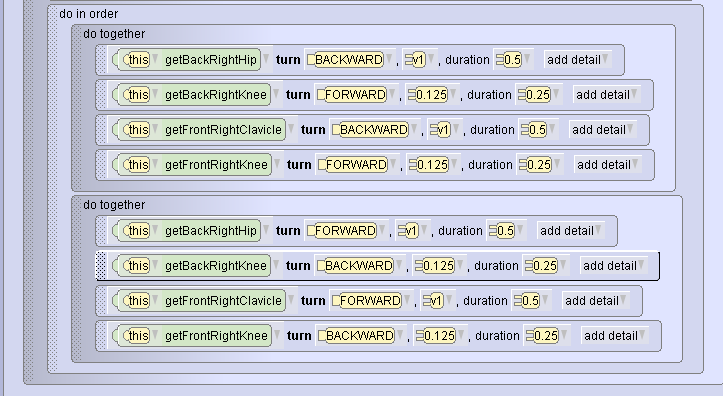 do in order
do together
this getBackRightHip turn BACKWARD , v1 , duration 0.5 add detail
this getBackRightKnee turn FORWARD , 0.125 , duration 0.25 add detail
this getFrontRightClavicle turn BACKWARD , v1 , duration 0.5 add detail
this getFrontRightKnee turn FORWARD , 0.125 , duration 0.25 add detail
do together
this getBackRightHip turn FORWARD , v1 , duration 0.5 add detail
this getBackRightKnee turn BACKWARD , 0.125 , duration 0.25 add detail
this getFrontRightClavicle turn FORWARD , v1 , duration 0.5 add detail
this getFrontRightKnee turn BACKWARD , 0.125 , duration 0.25 add detail